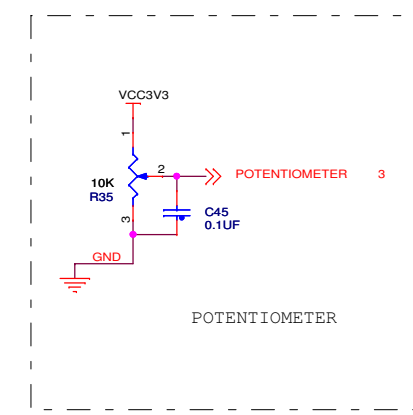 VCC3V3
1
2
POTENTIOMETER 3
10K
R35
3
C45
0.1UF
GND
POTENTIOMETER